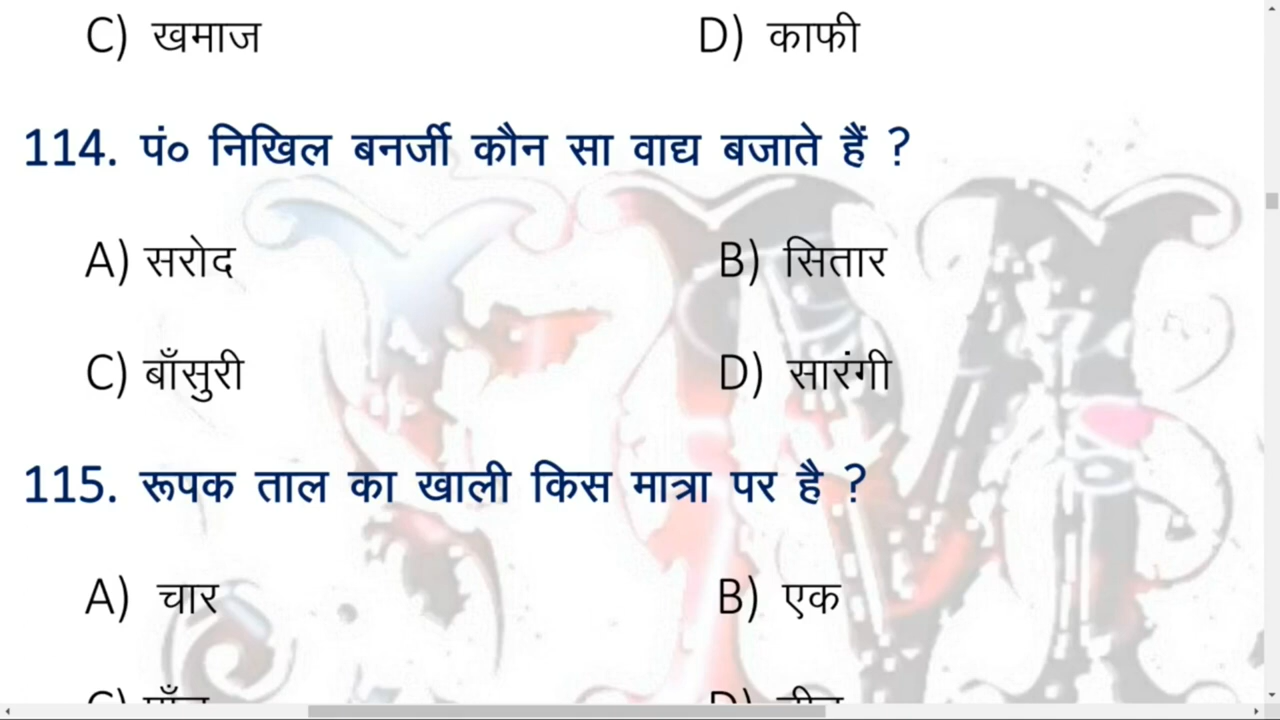 C) खमाज D) काफी
114. पं० निखिल बनर्जी कौन सा वाद्य बजाते हैं ?
A) सरोद B) सितार
C) बाँसुरी D) सारंगी
115. रूपक ताल का खाली किस मात्रा पर है ?
A) चार B) एक